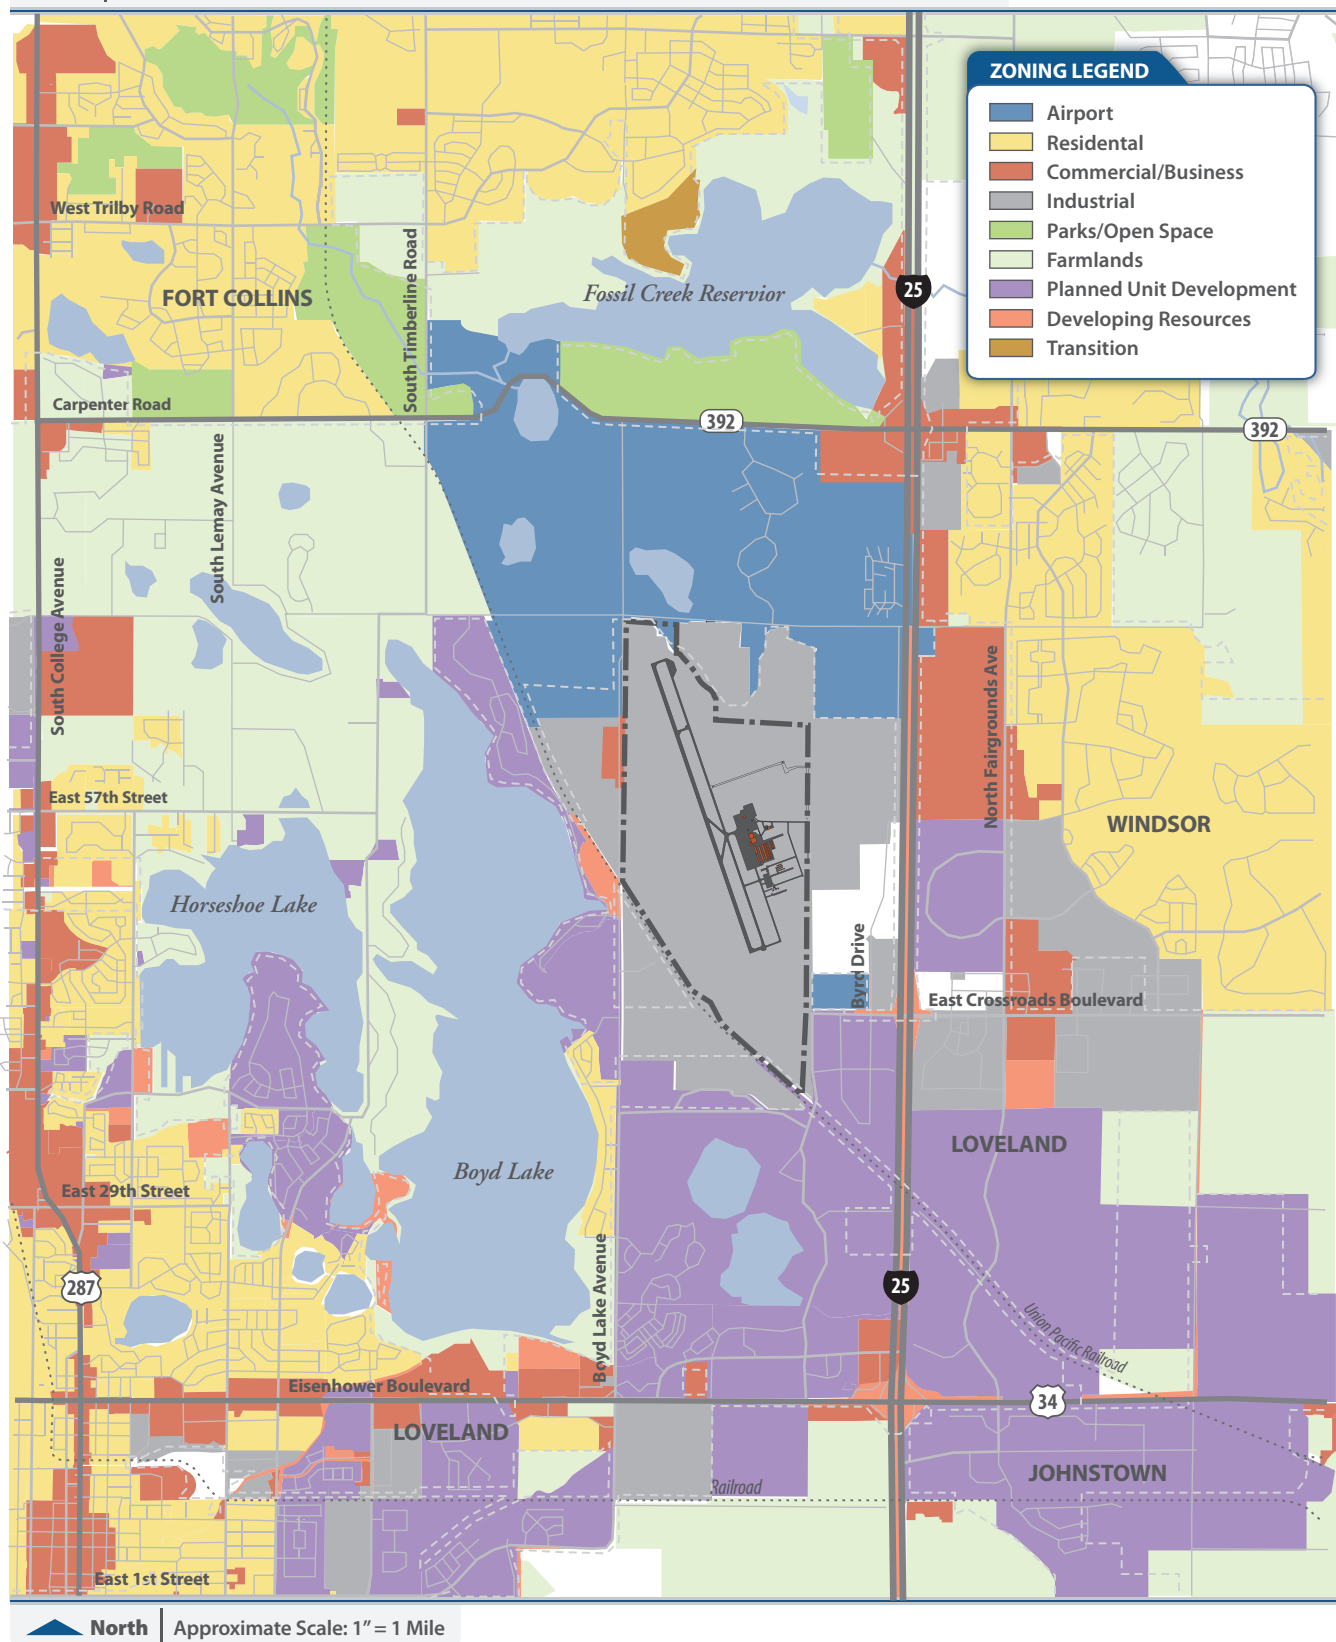 ZONING LEGEND
Airport
Residental
Commercial/Business
Industrial
Parks/Open Space
Farmlands
Planned Unit Development
Developing Resources
Transition
West Trilby Road
FORT COLLINS
South Timberline Road
Fossil Creek Reservior
25
Carpenter Road
392
392
South Lemay Avenue
South College Avenue
North Fairgrounds Ave
East 57th Street
WINDSOR
Horseshoe Lake
Byrd Drive
East Crossroads Boulevard
LOVELAND
Boyd Lake
East 29th Street
Boyd Lake Avenue
287
25
Union Pacific Railroad
Eisenhower Boulevard
34
LOVELAND
JOHNSTOWN
Railroad
East 1st Street
North
Approximate Scale: 1” = 1 Mile